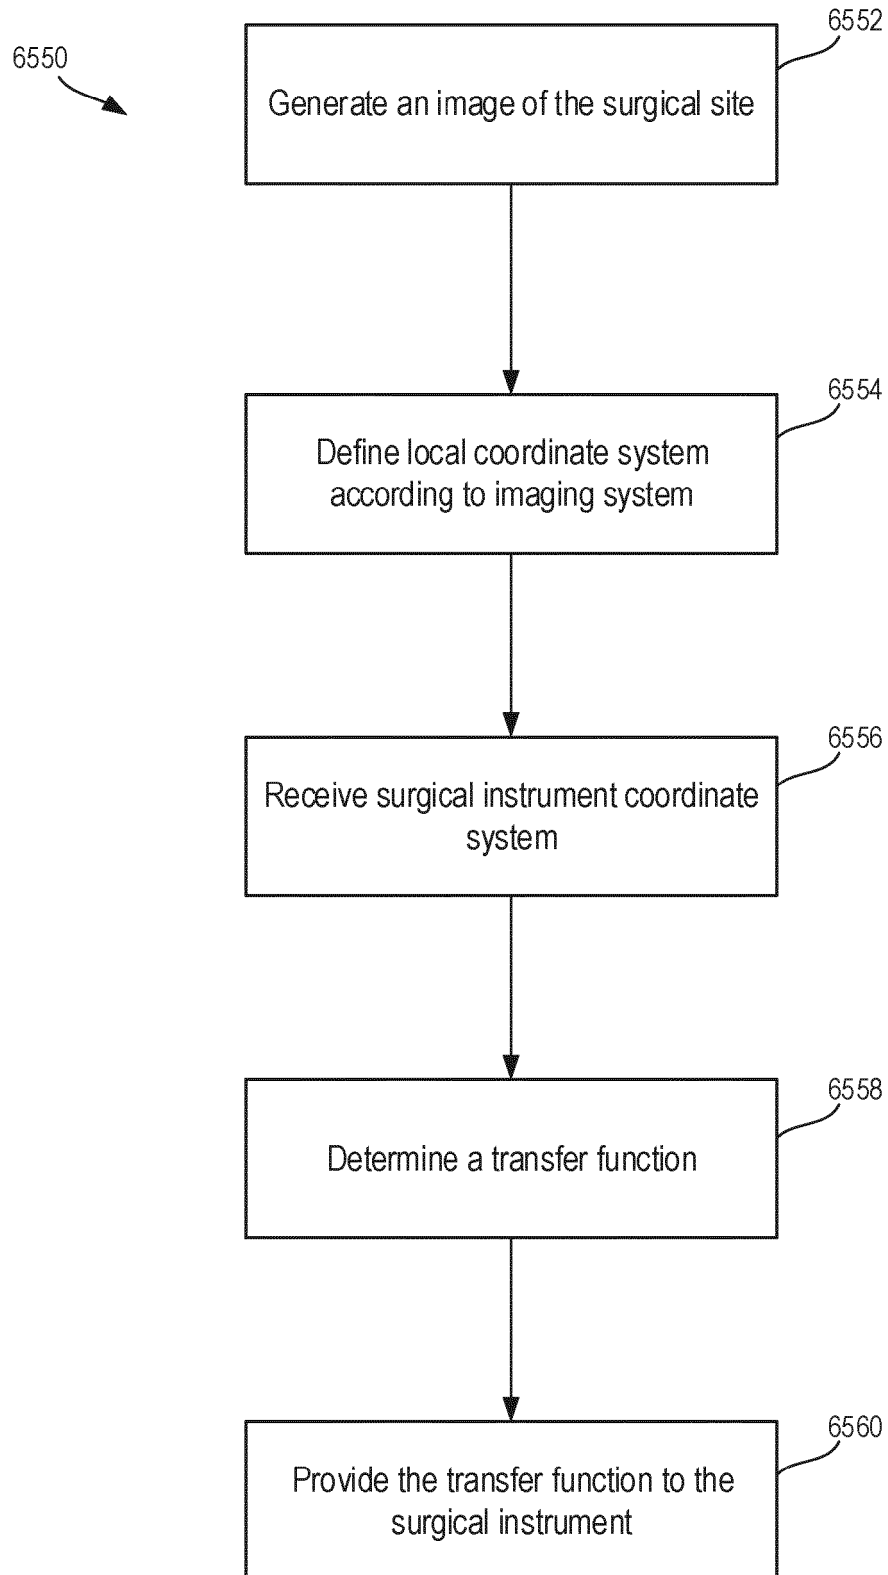 6552
6550
Generate an image of the surgical site
6554
Define local coordinate system
according to imaging system
6556
Receive surgical instrument coordinate
system
6558
Determine a transfer function
6560
Provide the transfer function to the
surgical instrument